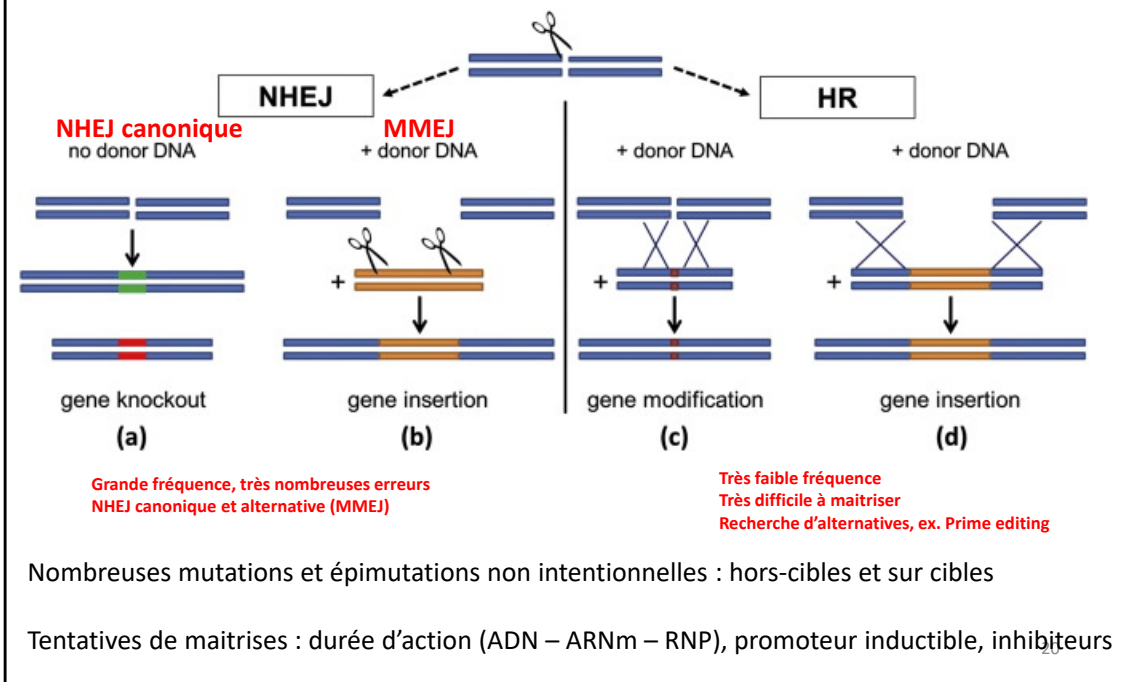 NHEJ
HR
NHEJ canonique
MMEJ
no donor DNA
+ donor DNA
+ donor DNA
+ donor DNA
+
+
+
gene knockout
gene insertion
gene modification
gene insertion
(a)
(b)
(c)
(d)
Grande fréquence, très nombreuses erreurs
NHEJ canonique et alternative (MMEJ)
Très faible fréquence
Très difficile à maitriser
Recherche d'alternatives, ex. Prime editing
Nombreuses mutations et épimutations non intentionnelles : hors-cibles et sur cibles
Tentatives de maitrises : durée d'action (ADN – ARNm – RNP), promoteur inductible, inhibiteurs
20